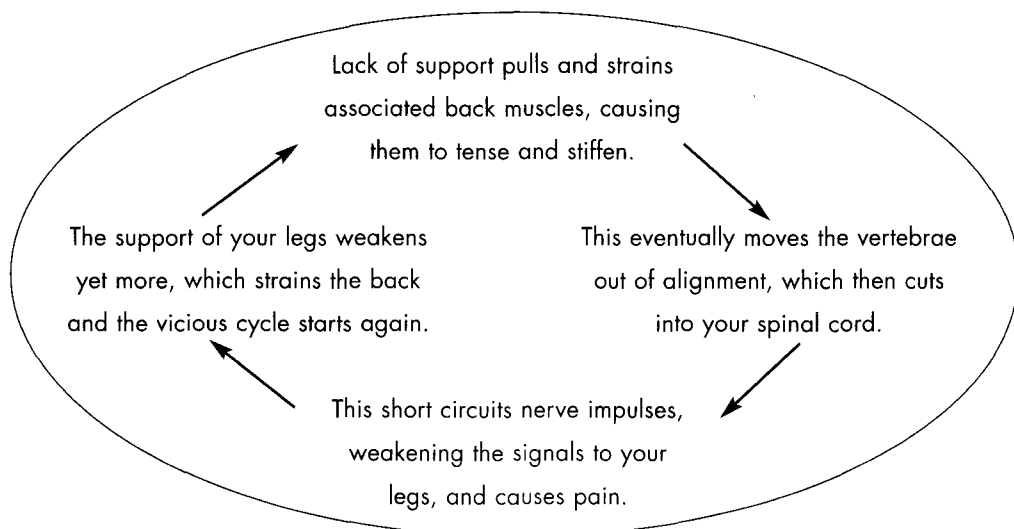 Lack of support pulls and strains
associated back muscles, causing
them to tense and stiffen.
This eventually moves the vertebrae
out of alignment, which then cuts
into your spinal cord.
This short circuits nerve impulses,
weakening the signals to your
legs, and causes pain.
The support of your legs weakens
yet more, which strains the back
and the vicious cycle starts again.